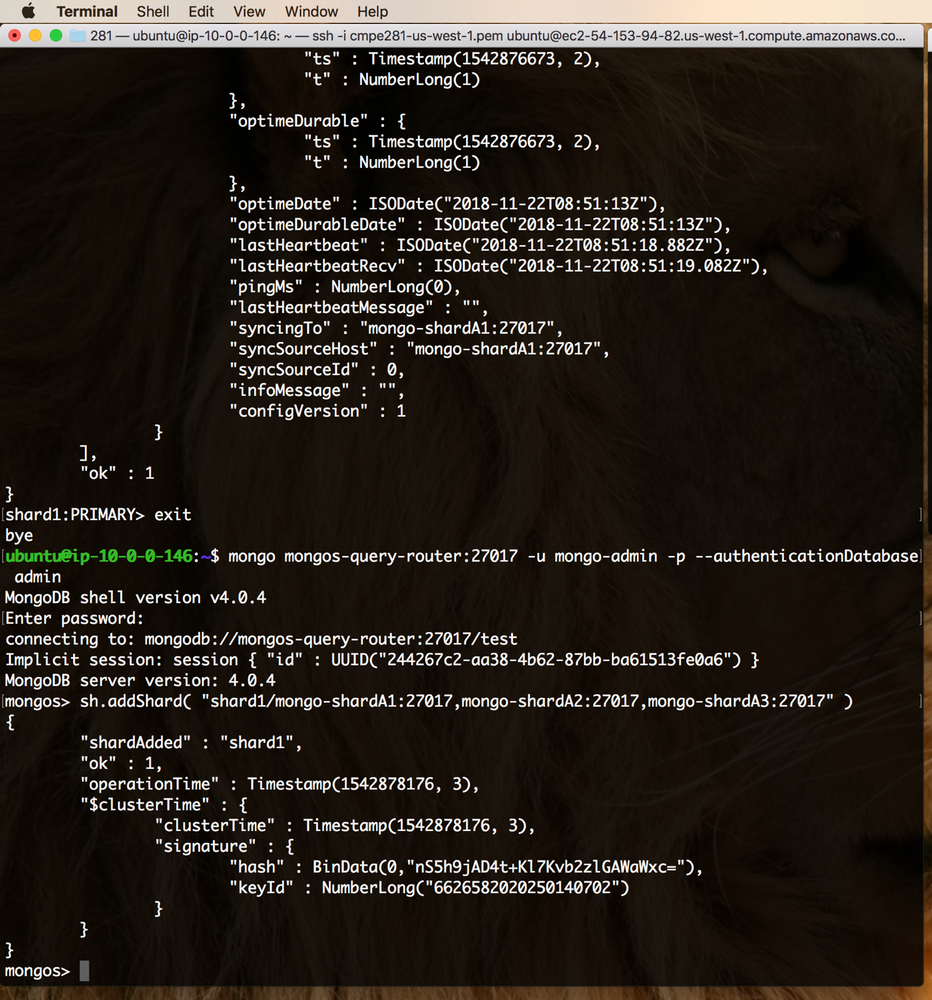 Terminal Shell Edit View Window Help
281 — ubuntu@ip-10-0-0-146: ~ — ssh -i cmpe281-us-west-1.pem ubuntu@ec2-54-153-94-82.us-west-1.compute.amazonaws.co...
"ts" : Timestamp(1542876673, 2),
"t" : NumberLong(1)
},
"optimeDurable" : {
"ts" : Timestamp(1542876673, 2),
"t" : NumberLong(1)
},
"optimeDate" : ISODate("2018-11-22T08:51:13Z"),
"optimeDurableDate" : ISODate("2018-11-22T08:51:13Z"),
"lastHeartbeat" : ISODate("2018-11-22T08:51:18.882Z"),
"lastHeartbeatRecv" : ISODate("2018-11-22T08:51:19.082Z"),
"pingMs" : NumberLong(0),
"lastHeartbeatMessage" : "",
"syncingTo" : "mongo-shardA1:27017",
"syncSourceHost" : "mongo-shardA1:27017",
"syncSourceId" : 0,
"infoMessage" : "",
"configVersion" : 1
}
],
"ok" : 1
}
[shard1:PRIMARY> exit ]
bye
[ubuntu@ip-10-0-0-146:~$ mongo mongos-query-router:27017 -u mongo-admin -p --authenticationDatabase]
admin
MongoDB shell version v4.0.4
[Enter password: ]
connecting to: mongodb://mongos-query-router:27017/test
Implicit session: session { "id" : UUID("244267c2-aa38-4b62-87bb-ba61513fe0a6") }
MongoDB server version: 4.0.4
[mongos> sh.addShard( "shard1/mongo-shardA1:27017,mongo-shardA2:27017,mongo-shardA3:27017" ) ]
{
"shardAdded" : "shard1",
"ok" : 1,
"operationTime" : Timestamp(1542878176, 3),
"$clusterTime" : {
"clusterTime" : Timestamp(1542878176, 3),
"signature" : {
"hash" : BinData(0,"nS5h9jAD4t+Kl7Kvb2zlGAWaWxc="),
"keyId" : NumberLong("6626582020250140702")
}
}
}
mongos>